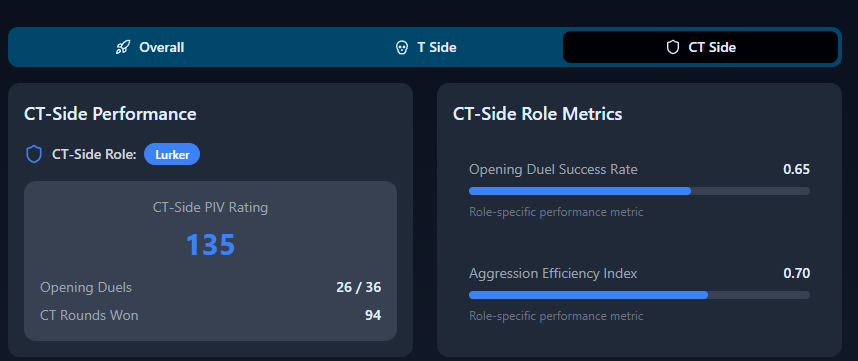 Overall
T Side
CT Side
CT-Side Performance
CT-Side Role: Lurker
CT-Side PIV Rating
135
Opening Duels 26 / 36
CT Rounds Won 94
CT-Side Role Metrics
Opening Duel Success Rate 0.65
Role-specific performance metric
Aggression Efficiency Index 0.70
Role-specific performance metric